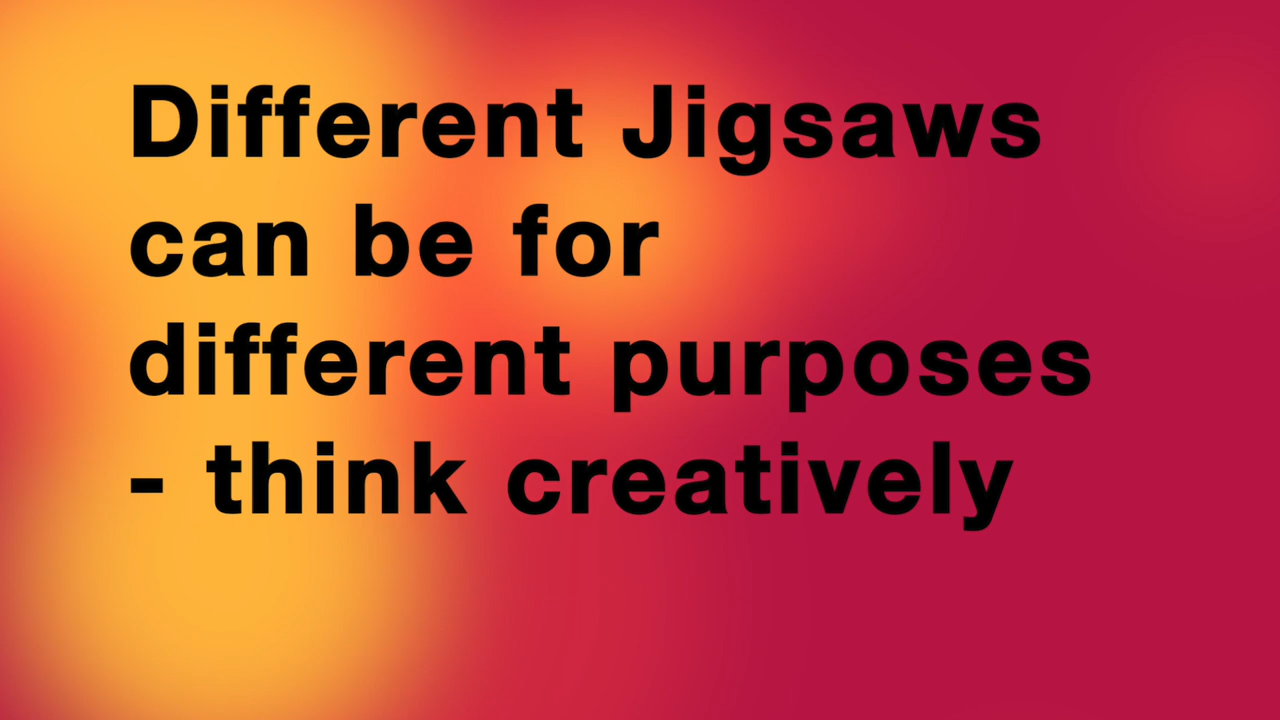 Different Jigsaws
can be for
different purposes
- think creatively